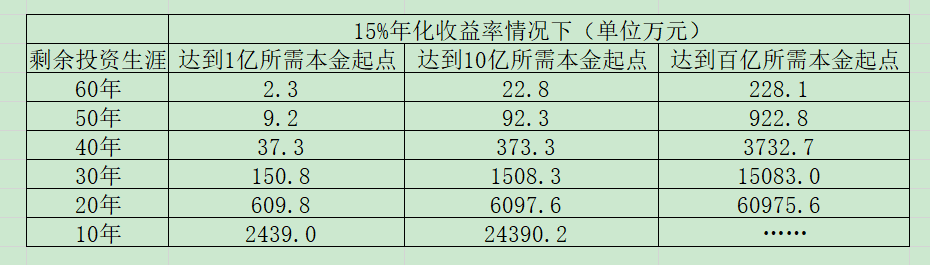 15%年化收益率情况下（单位万元）
剩余投资生涯 达到1亿所需本金起点 达到10亿所需本金起点 达到百亿所需本金起点
60年 2.3 22.8 228.1
50年 9.2 92.3 922.8
40年 37.3 373.3 3732.7
30年 150.8 1508.3 15083.0
20年 609.8 6097.6 60975.6
10年 2439.0 24390.2 ……